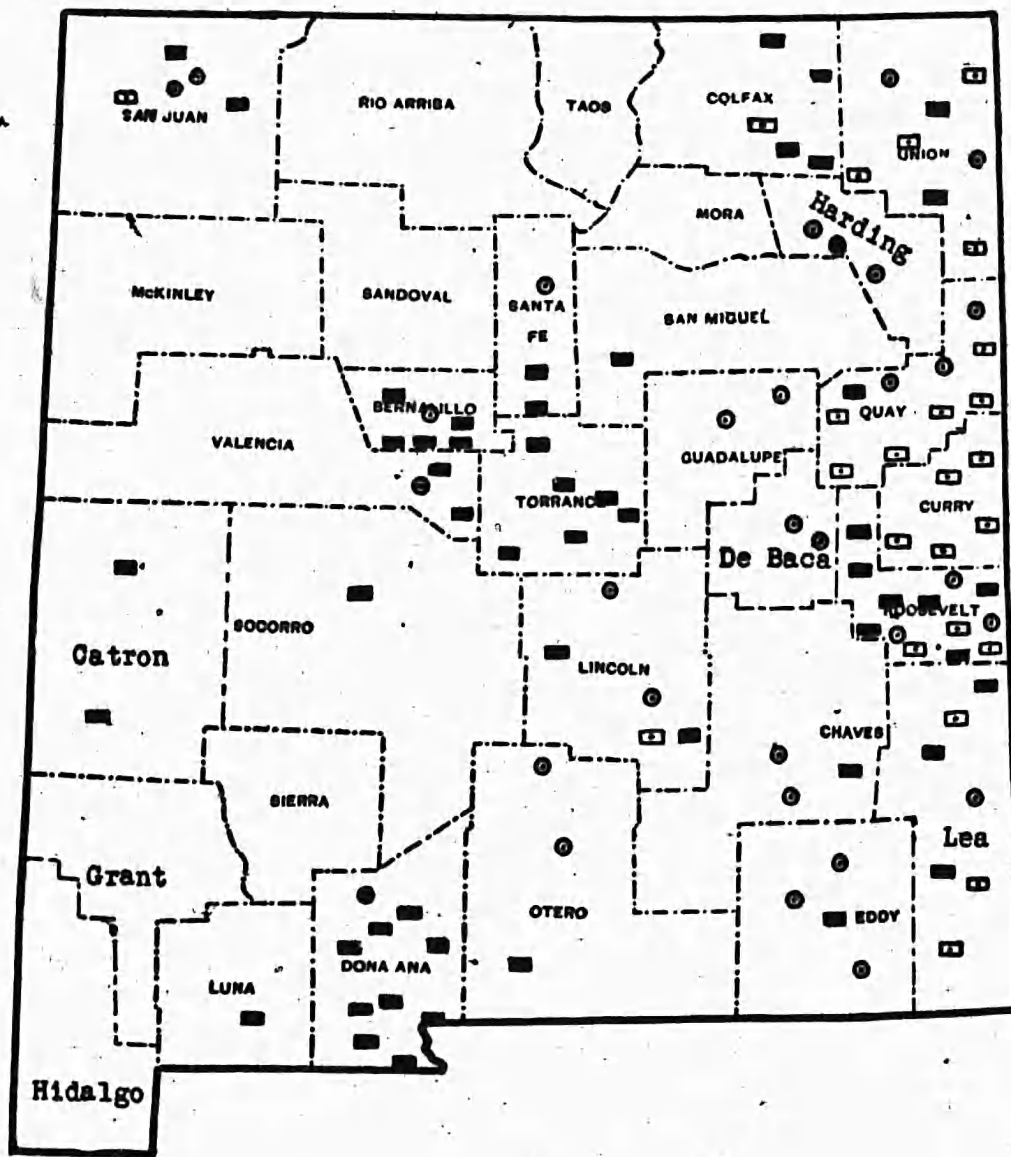 SAN JUAN
RIO ARRIBA
TAOS
COLFAX
UNION
MORA
Harding
McKINLEY
SANDOVAL
SANTA
FE
SAN MIGUEL
BERNALILLO
QUAY
VALENCIA
GUADALUPE
TORRANCE
CURRY
De Baca
ROOSEVELT
SOCORRO
Catron
LINCOLN
CHAVES
SIERRA
Lea
Grant
OTERO
EDDY
DONA ANA
LUNA
Hidalgo